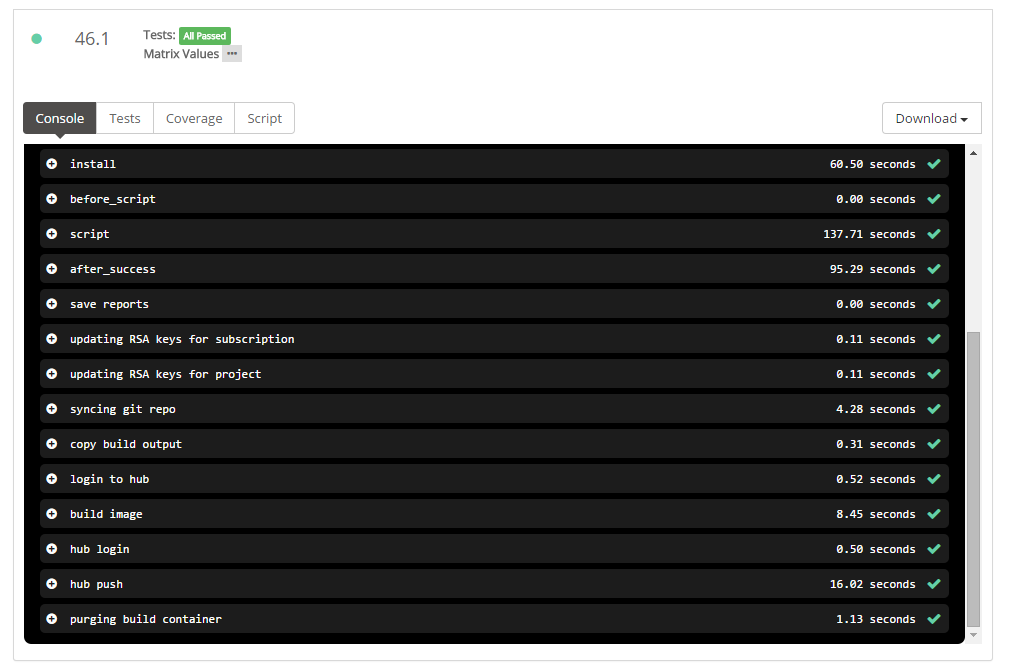 46.1
Tests: All Passed
Matrix Values ...
Console Tests Coverage Script Download
install 60.50 seconds
before_script 0.00 seconds
script 137.71 seconds
after_success 95.29 seconds
save reports 0.00 seconds
updating RSA keys for subscription 0.11 seconds
updating RSA keys for project 0.11 seconds
syncing git repo 4.28 seconds
copy build output 0.31 seconds
login to hub 0.52 seconds
build image 8.45 seconds
hub login 0.50 seconds
hub push 16.02 seconds
purging build container 1.13 seconds